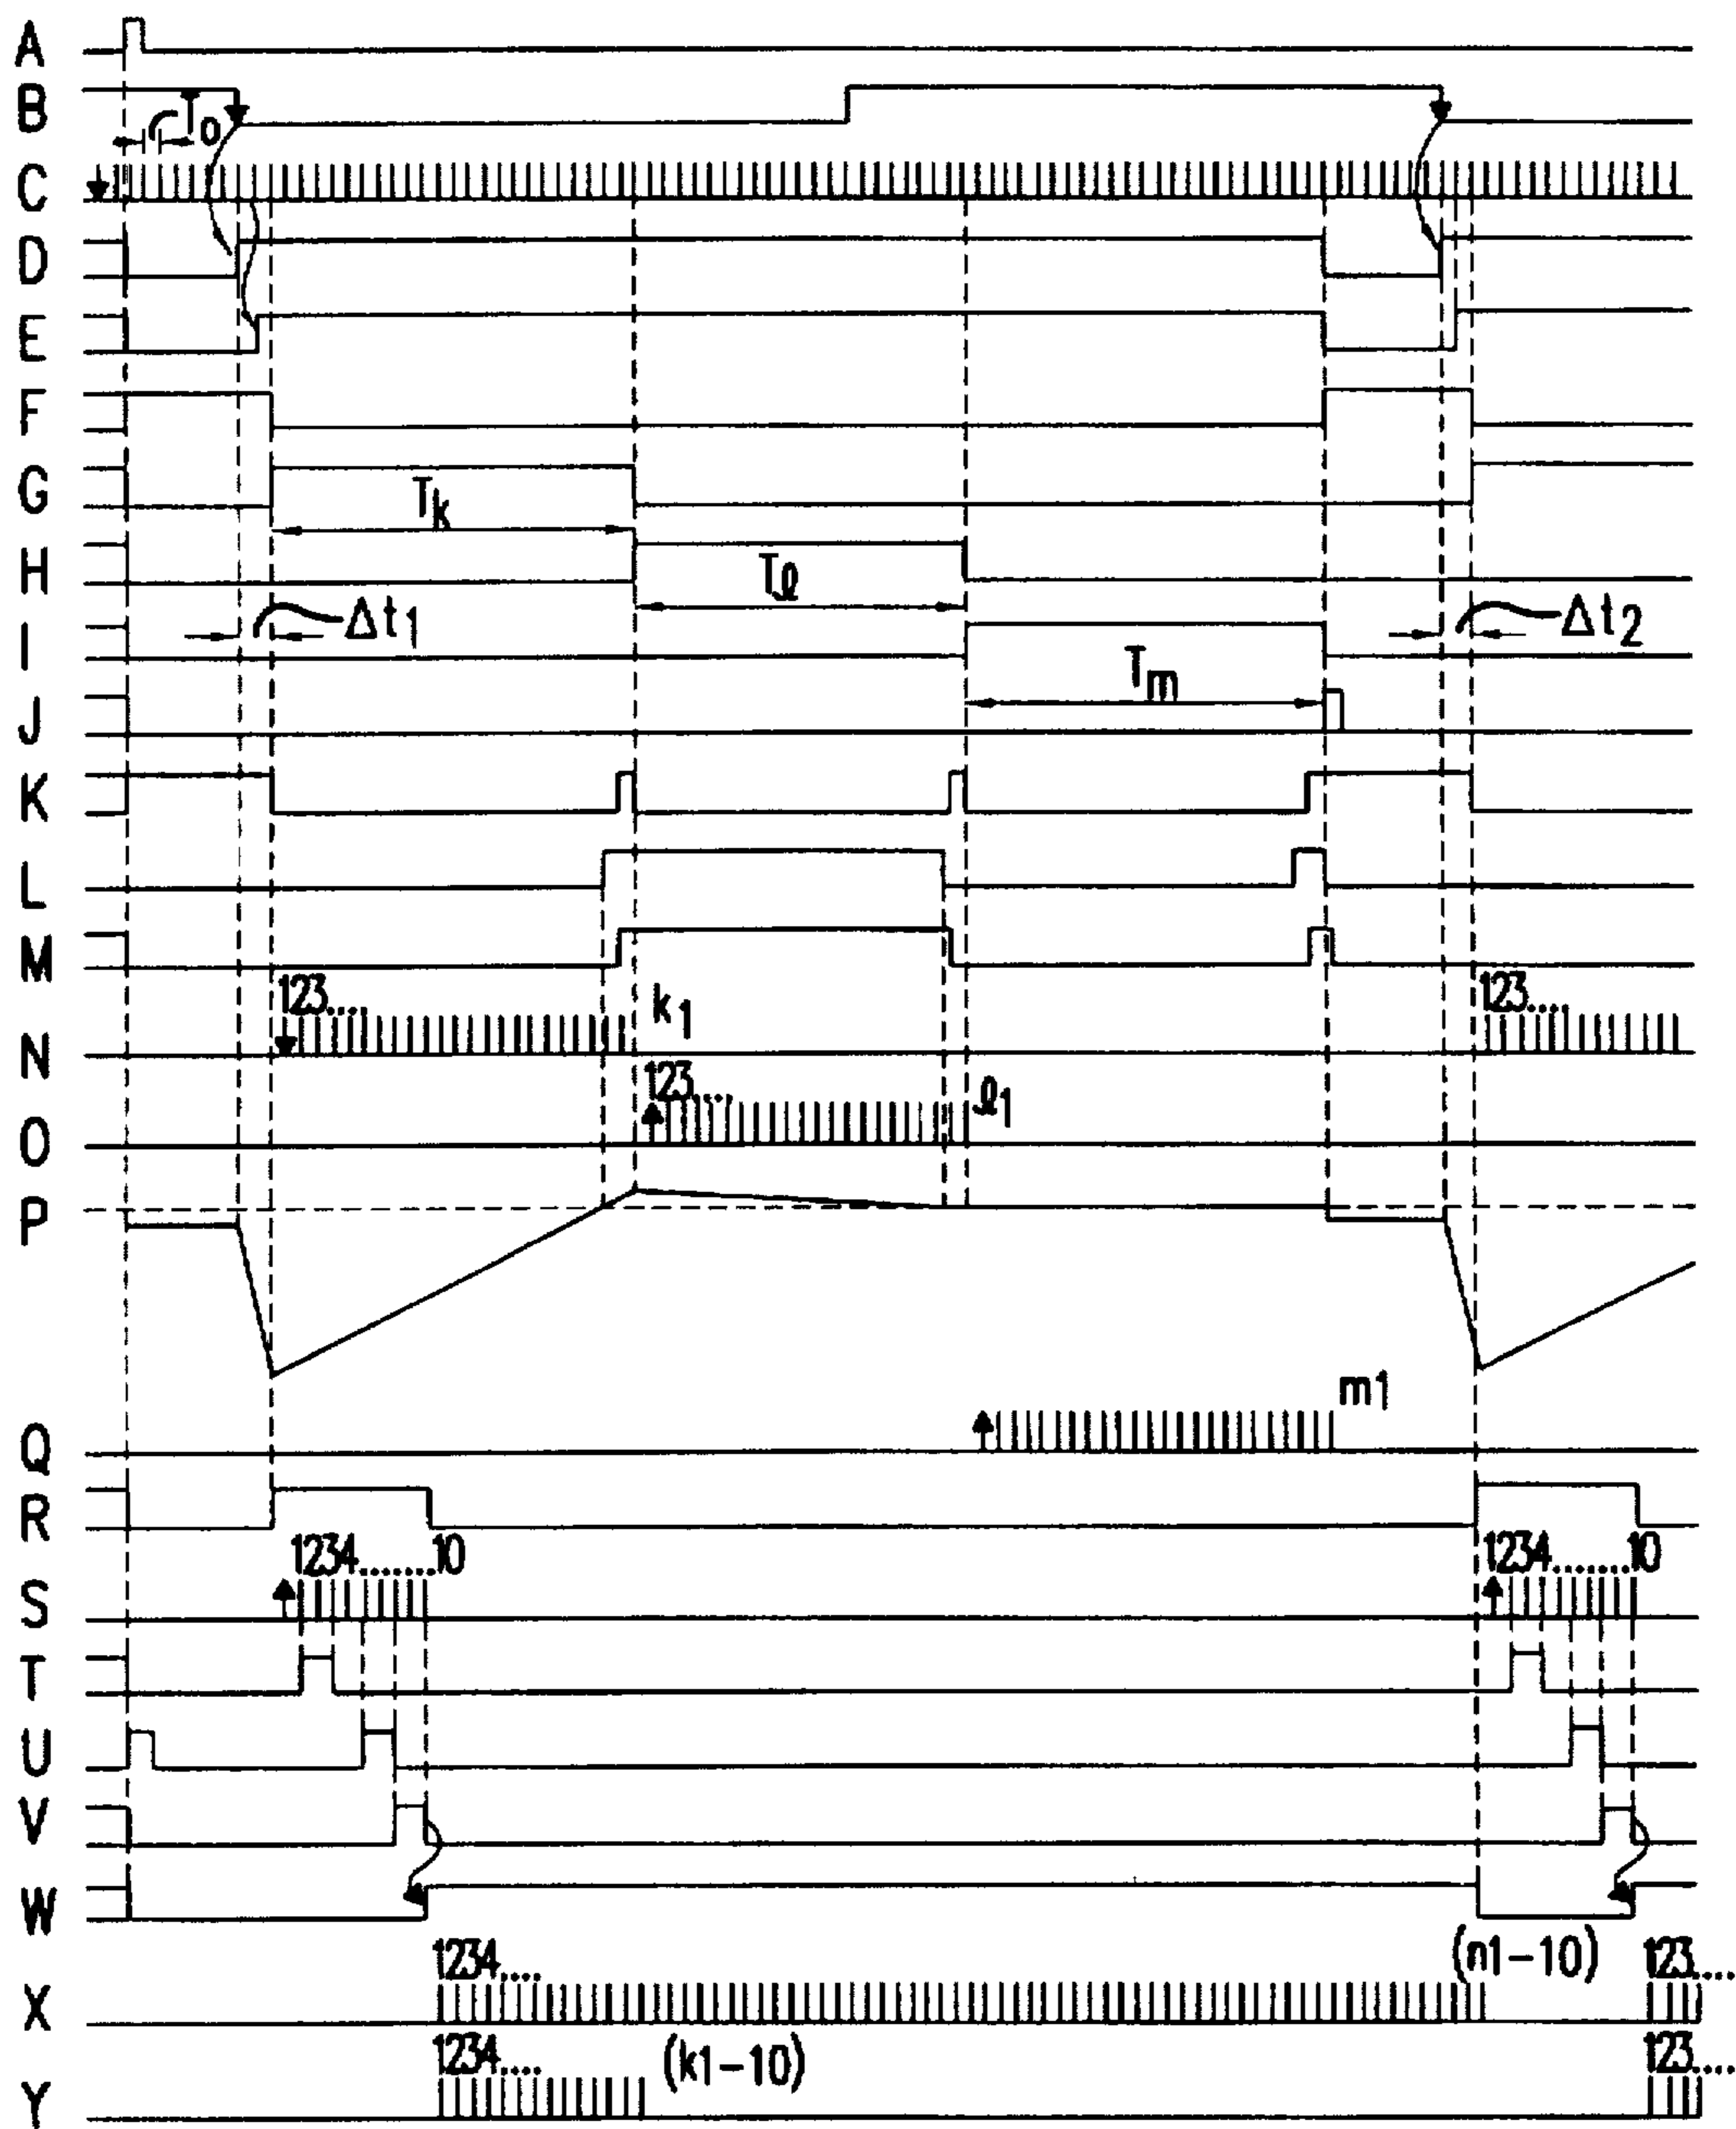 A
B
T₀
C
D
E
F
G
Tₖ
H
Tℓ
Δt₁
Δt₂
I
Tₘ
J
K
L
M
123.... k₁ 123....
N
123.... ℓ₁
O
P
m₁
Q
R
1234.......10 1234.......10
S
T
U
V
W
1234.... (n1-10) 123....
X
1234.... (k1-10) 123....
Y